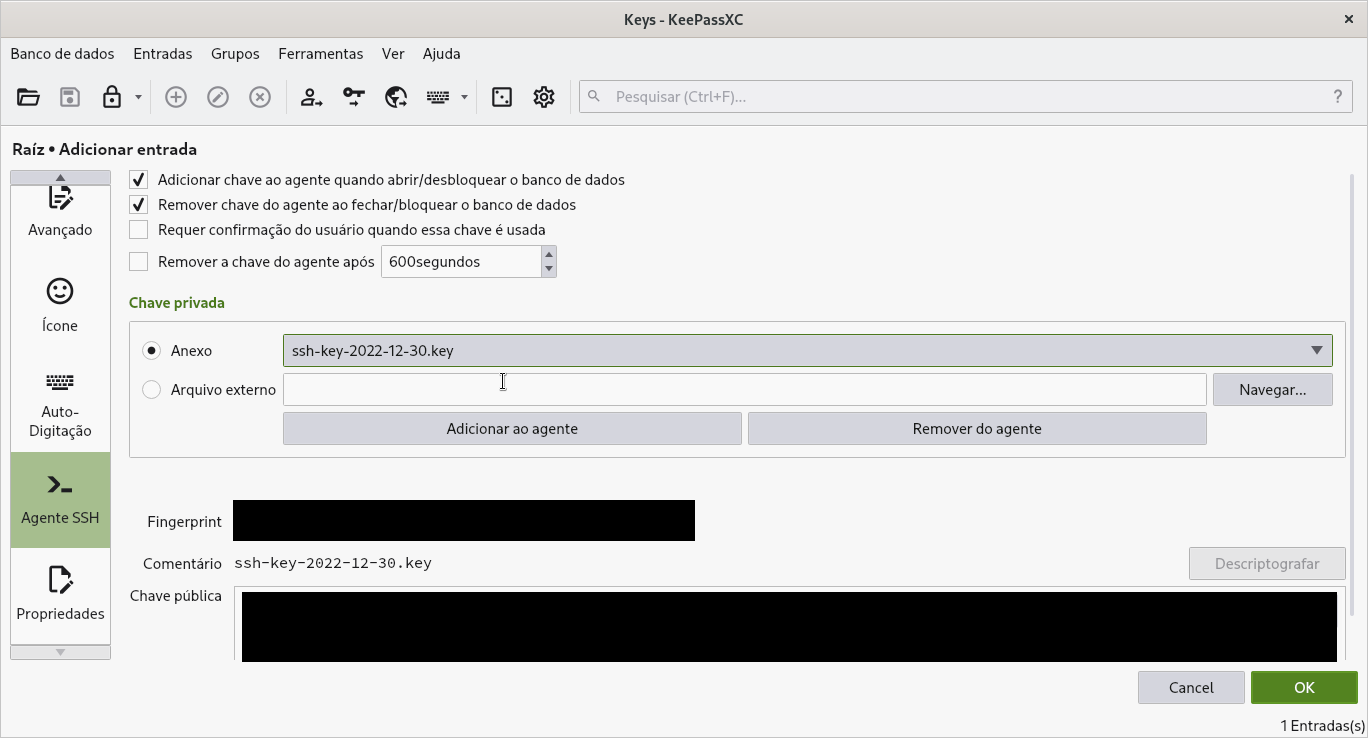 Keys - KeePassXC
Banco de dados Entradas Grupos Ferramentas Ver Ajuda
Pesquisar (Ctrl+F)... ?
Raíz • Adicionar entrada
Avançado
Ícone
Auto-
Digitação
Agente SSH
Propriedades
Adicionar chave ao agente quando abrir/desbloquear o banco de dados
Remover chave do agente ao fechar/bloquear o banco de dados
Requer confirmação do usuário quando essa chave é usada
Remover a chave do agente após 600segundos
Chave privada
Anexo ssh-key-2022-12-30.key
Arquivo externo Navegar...
Adicionar ao agente Remover do agente
Fingerprint
Comentário ssh-key-2022-12-30.key Descriptografar
Chave pública
Cancel OK
1 Entradas(s)